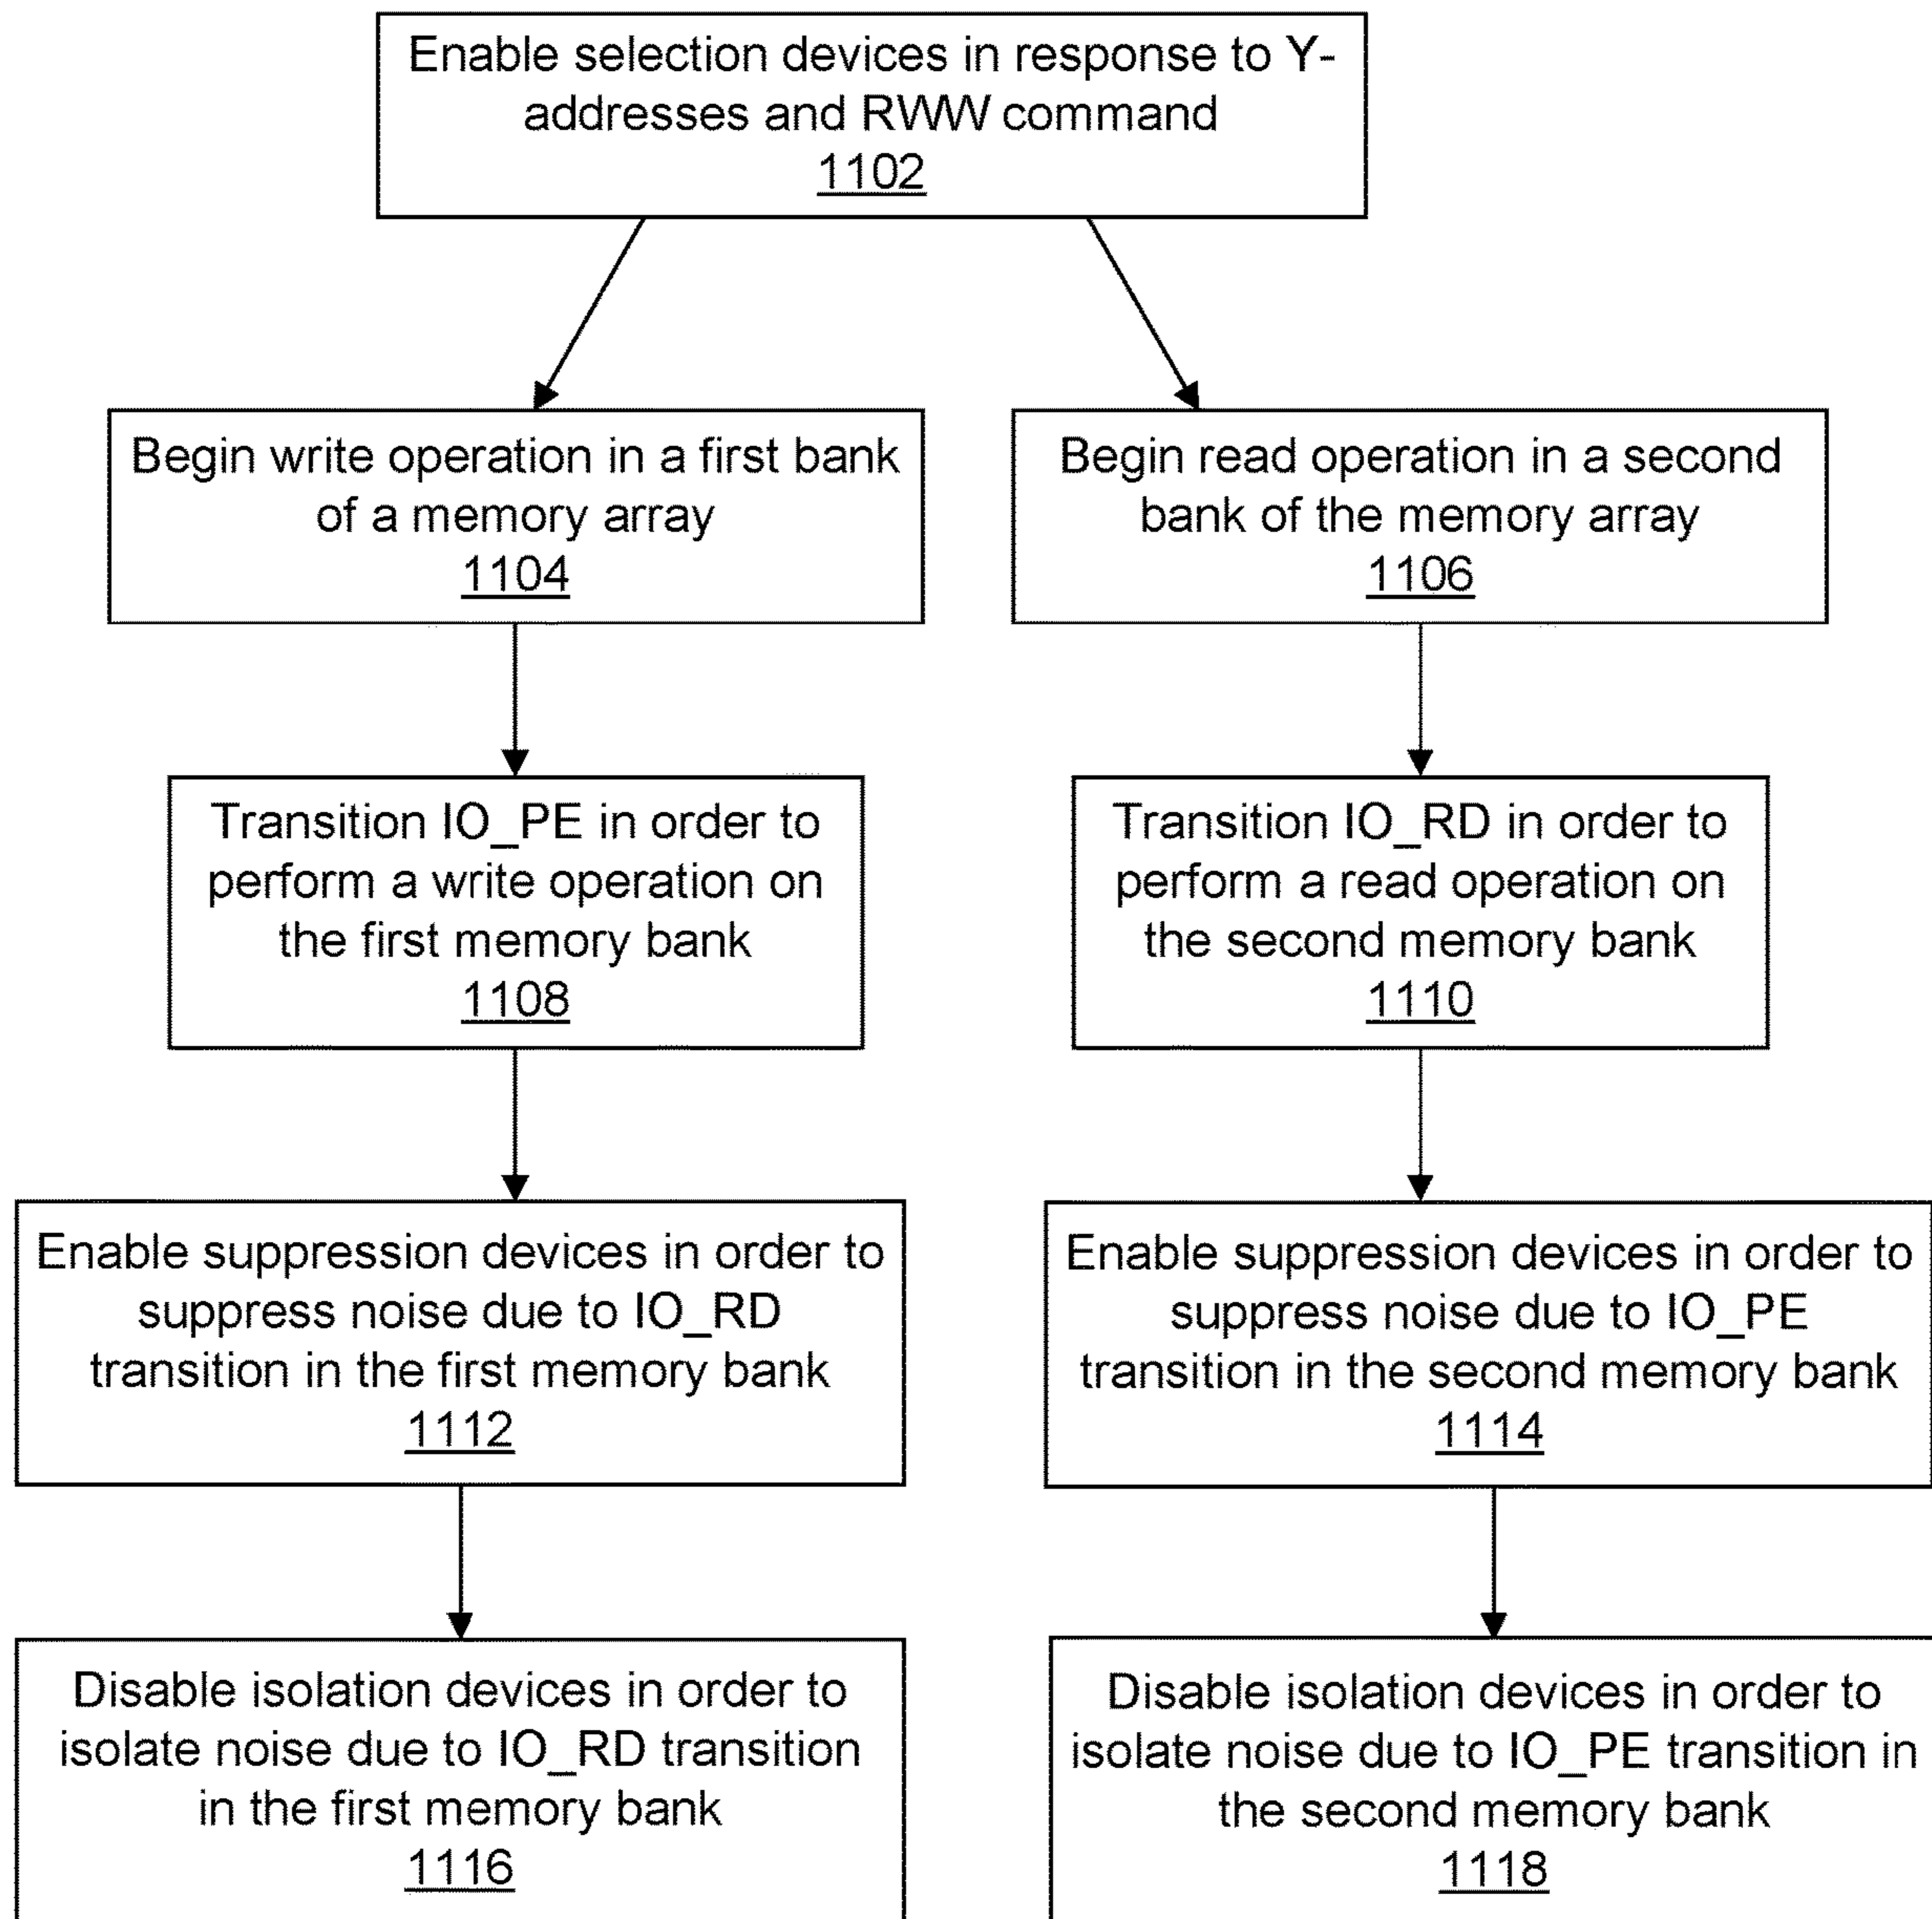 Enable selection devices in response to Y-
addresses and RWW command
1102
Begin write operation in a first bank
of a memory array
1104
Begin read operation in a second
bank of the memory array
1106
Transition IO_PE in order to
perform a write operation on
the first memory bank
1108
Transition IO_RD in order to
perform a read operation on
the second memory bank
1110
Enable suppression devices in order to
suppress noise due to IO_RD
transition in the first memory bank
1112
Enable suppression devices in order to
suppress noise due to IO_PE
transition in the second memory bank
1114
Disable isolation devices in order to
isolate noise due to IO_RD transition
in the first memory bank
1116
Disable isolation devices in order to
isolate noise due to IO_PE transition in
the second memory bank
1118